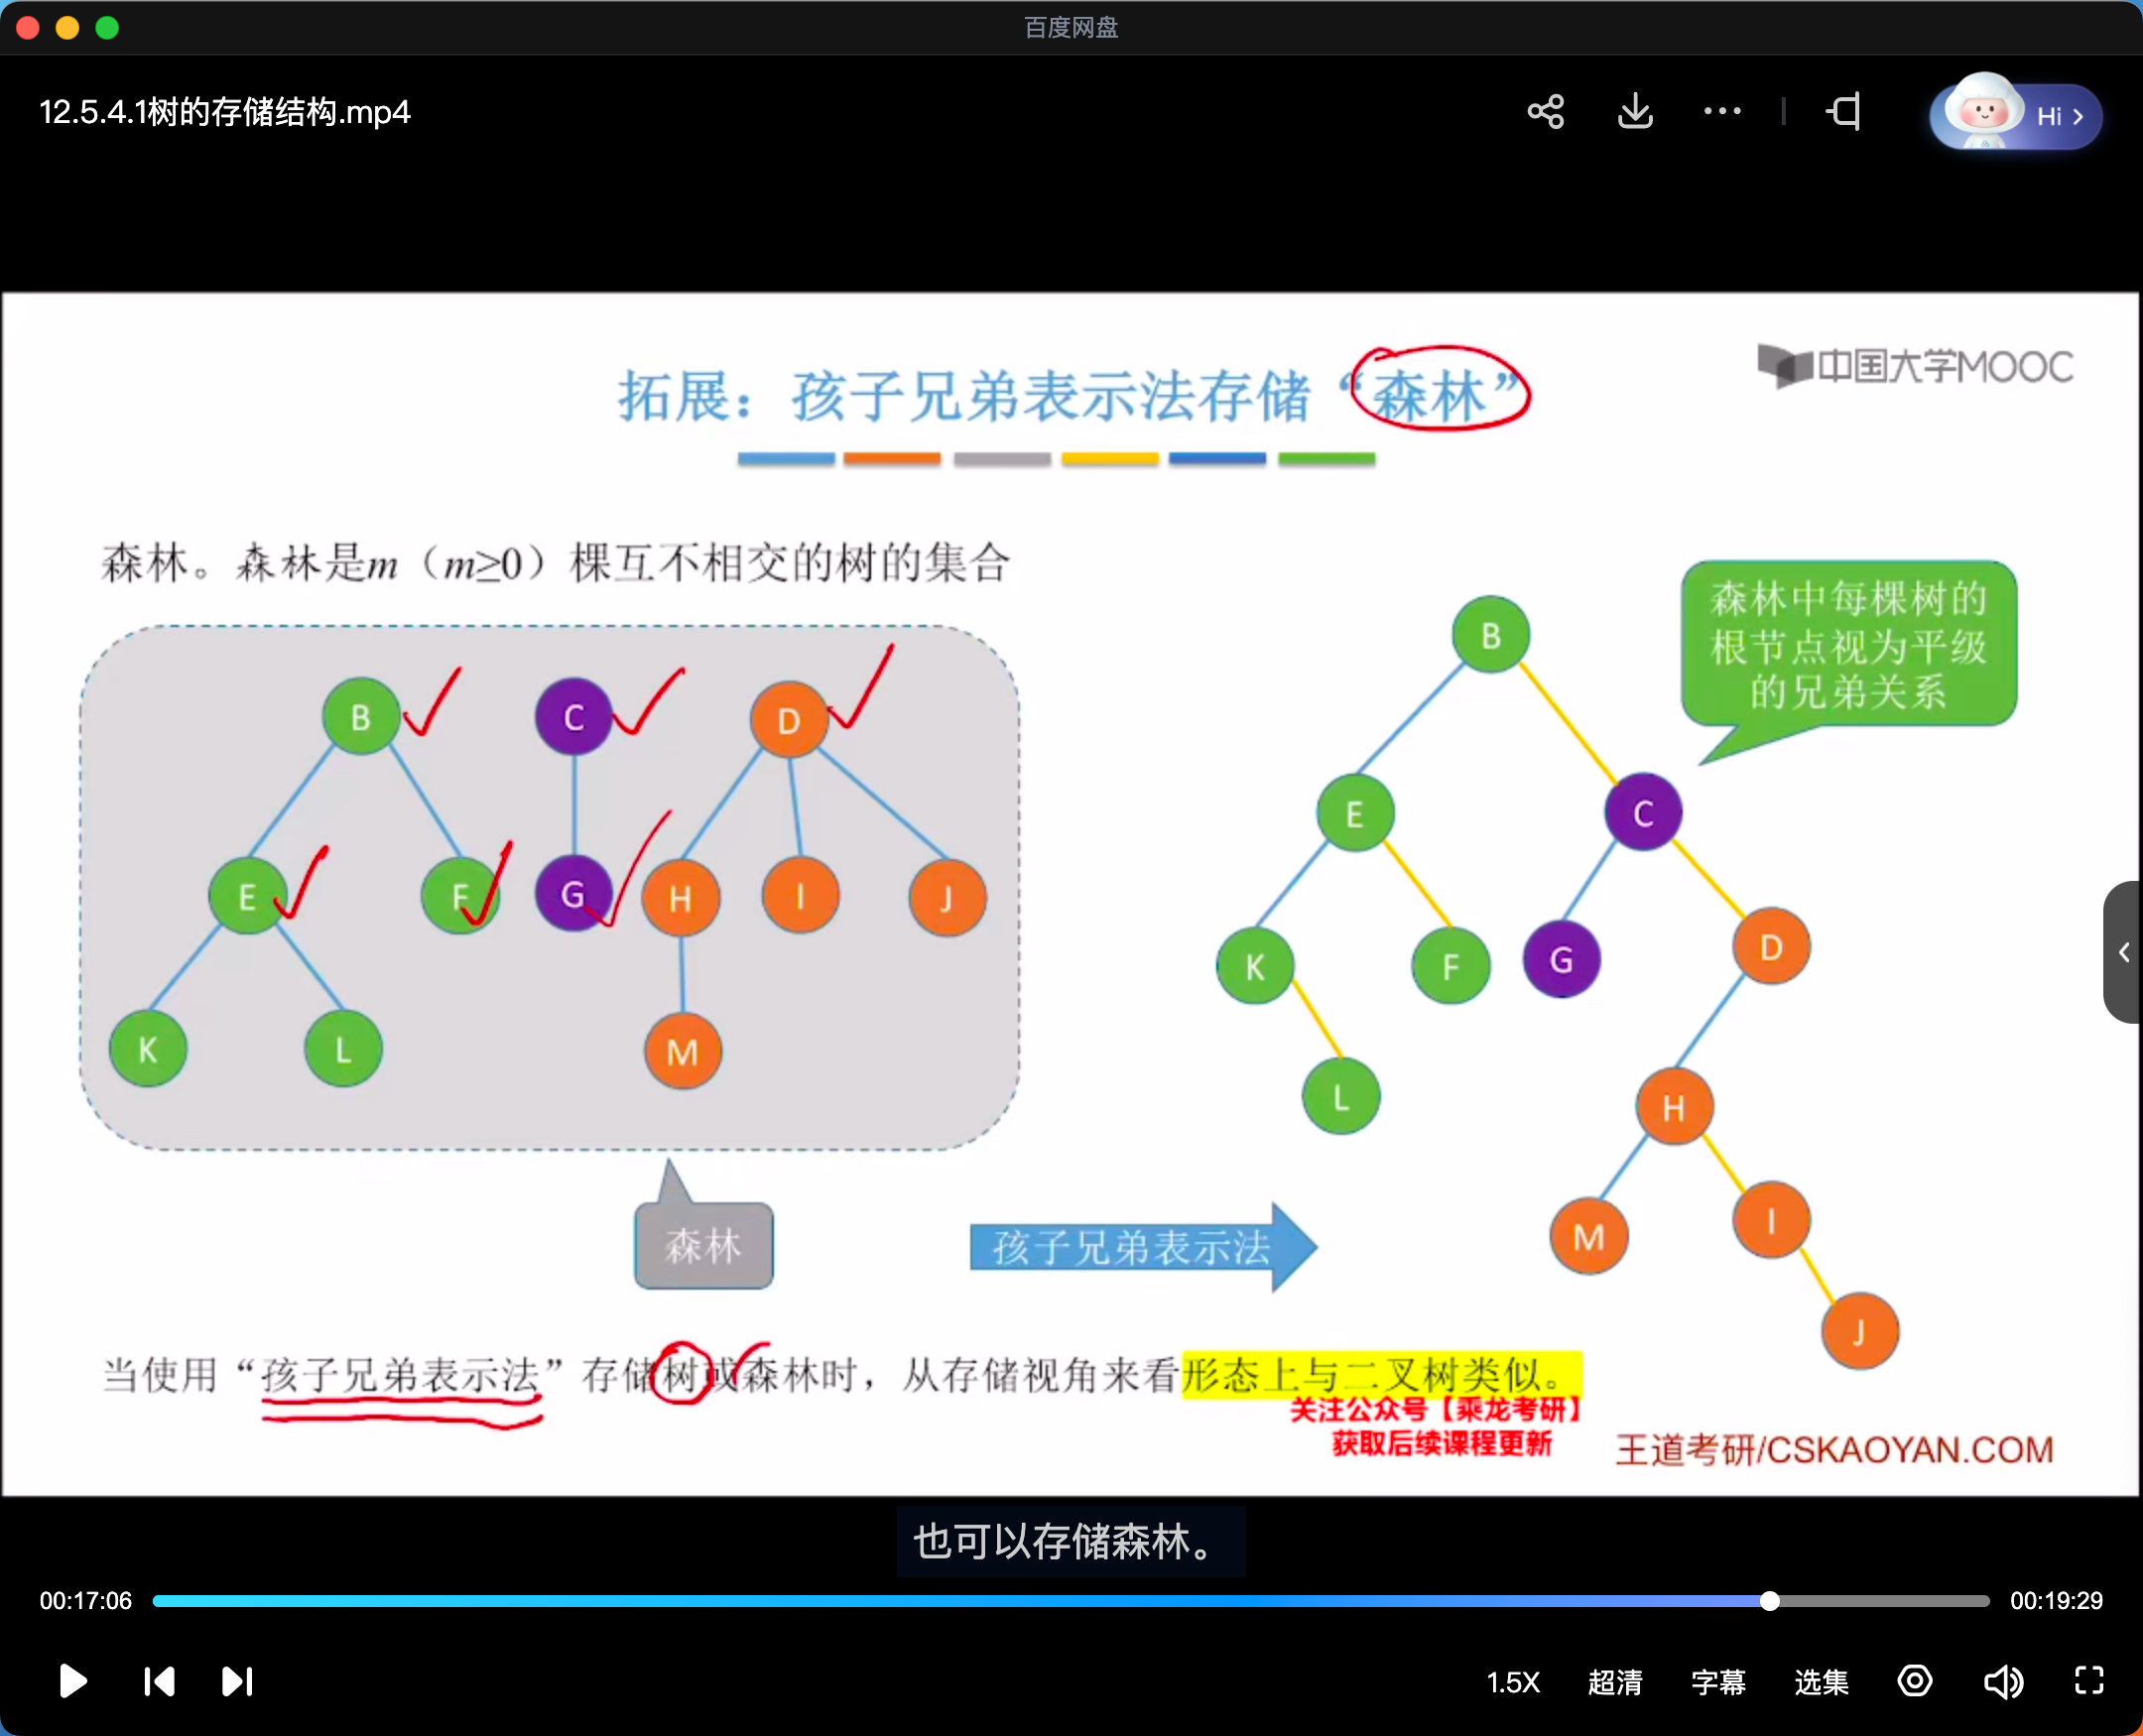 百度网盘
12.5.4.1树的存储结构.mp4
Hi
拓展：孩子兄弟表示法存储“森林”
中国大学MOOC
森林。森林是m（m≥0）棵互不相交的树的集合
森林中每棵树的
根节点视为平级
的兄弟关系
B
C
D
E
F
G
H
I
J
K
L
M
B
E
C
K
F
G
D
L
H
M
I
J
森林
孩子兄弟表示法
当使用“孩子兄弟表示法”存储树或森林时，从存储视角来看形态上与二叉树类似。
关注公众号【乘龙考研】
获取后续课程更新
王道考研/CSKAOYAN.COM
也可以存储森林。
00:17:06
00:19:29
1.5X
超清
字幕
选集